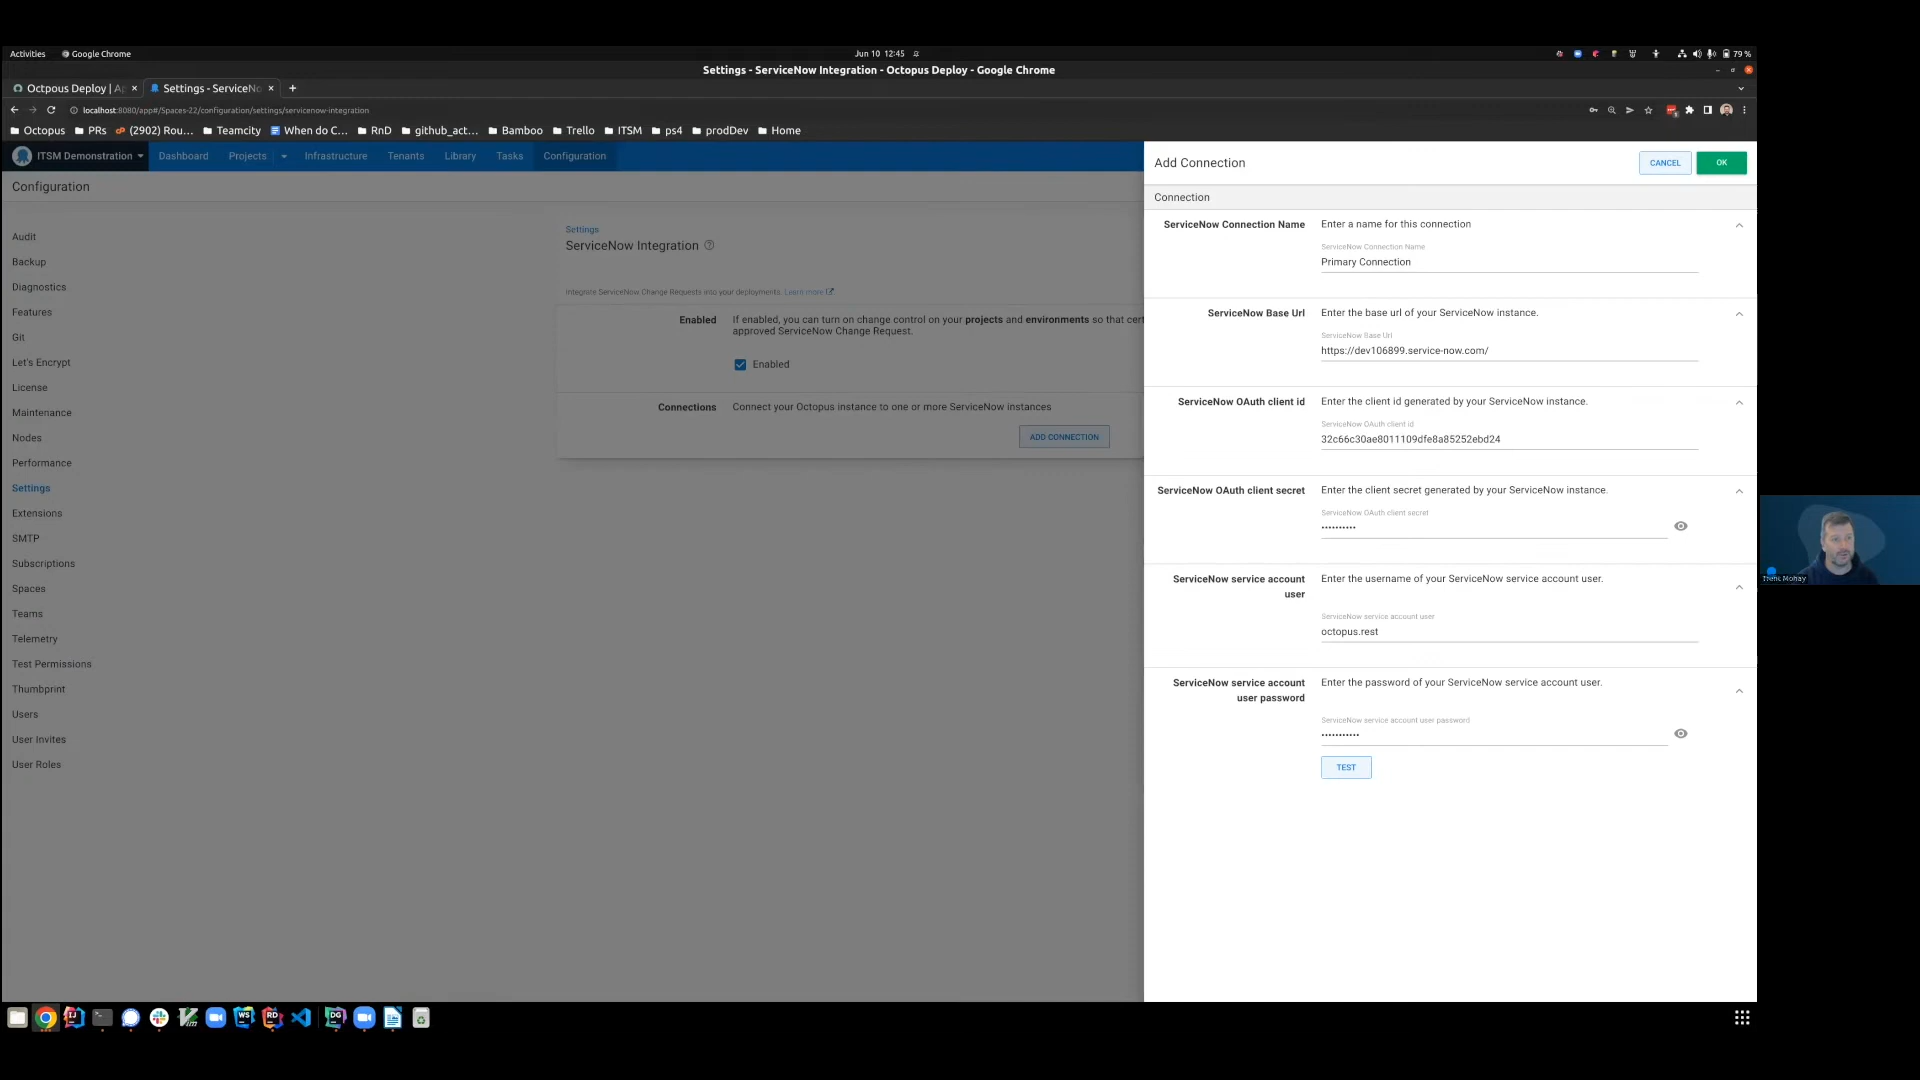 Activities
Google Chrome
Jun 10 12:45
79 %
Settings - ServiceNow Integration - Octopus Deploy - Google Chrome
Octpous Deploy | A
Settings - ServiceNo
localhost:8080/app#/Spaces-22/configuration/settings/servicenow-integration
Octopus
PRs
(2902) Rou...
Teamcity
When do C...
RnD
github_act...
Bamboo
Trello
ITSM
ps4
prodDev
Home
ITSM Demonstration
Dashboard
Projects
Infrastructure
Tenants
Library
Tasks
Configuration
Configuration
Audit
Backup
Diagnostics
Features
Git
Let's Encrypt
License
Maintenance
Nodes
Performance
Settings
Extensions
SMTP
Subscriptions
Spaces
Teams
Telemetry
Test Permissions
Thumbprint
Users
User Invites
User Roles
Settings
ServiceNow Integration
Integrate ServiceNow Change Requests into your deployments. Learn more
Enabled
If enabled, you can turn on change control on your projects and environments so that cert
approved ServiceNow Change Request.
Enabled
Connections
Connect your Octopus instance to one or more ServiceNow instances
ADD CONNECTION
Add Connection
CANCEL
OK
Connection
ServiceNow Connection Name
Enter a name for this connection
ServiceNow Connection Name
Primary Connection
ServiceNow Base Url
Enter the base url of your ServiceNow instance.
ServiceNow Base Url
https://dev106899.service-now.com/
ServiceNow OAuth client id
Enter the client id generated by your ServiceNow instance.
ServiceNow OAuth client id
32c66c30ae8011109dfe8a85252ebd24
ServiceNow OAuth client secret
Enter the client secret generated by your ServiceNow instance.
ServiceNow OAuth client secret
••••••••••
ServiceNow service account
user
Enter the username of your ServiceNow service account user.
ServiceNow service account user
octopus.rest
ServiceNow service account
user password
Enter the password of your ServiceNow service account user.
ServiceNow service account user password
•••••••••••
TEST
Trent Mohay
WS
RD
DG